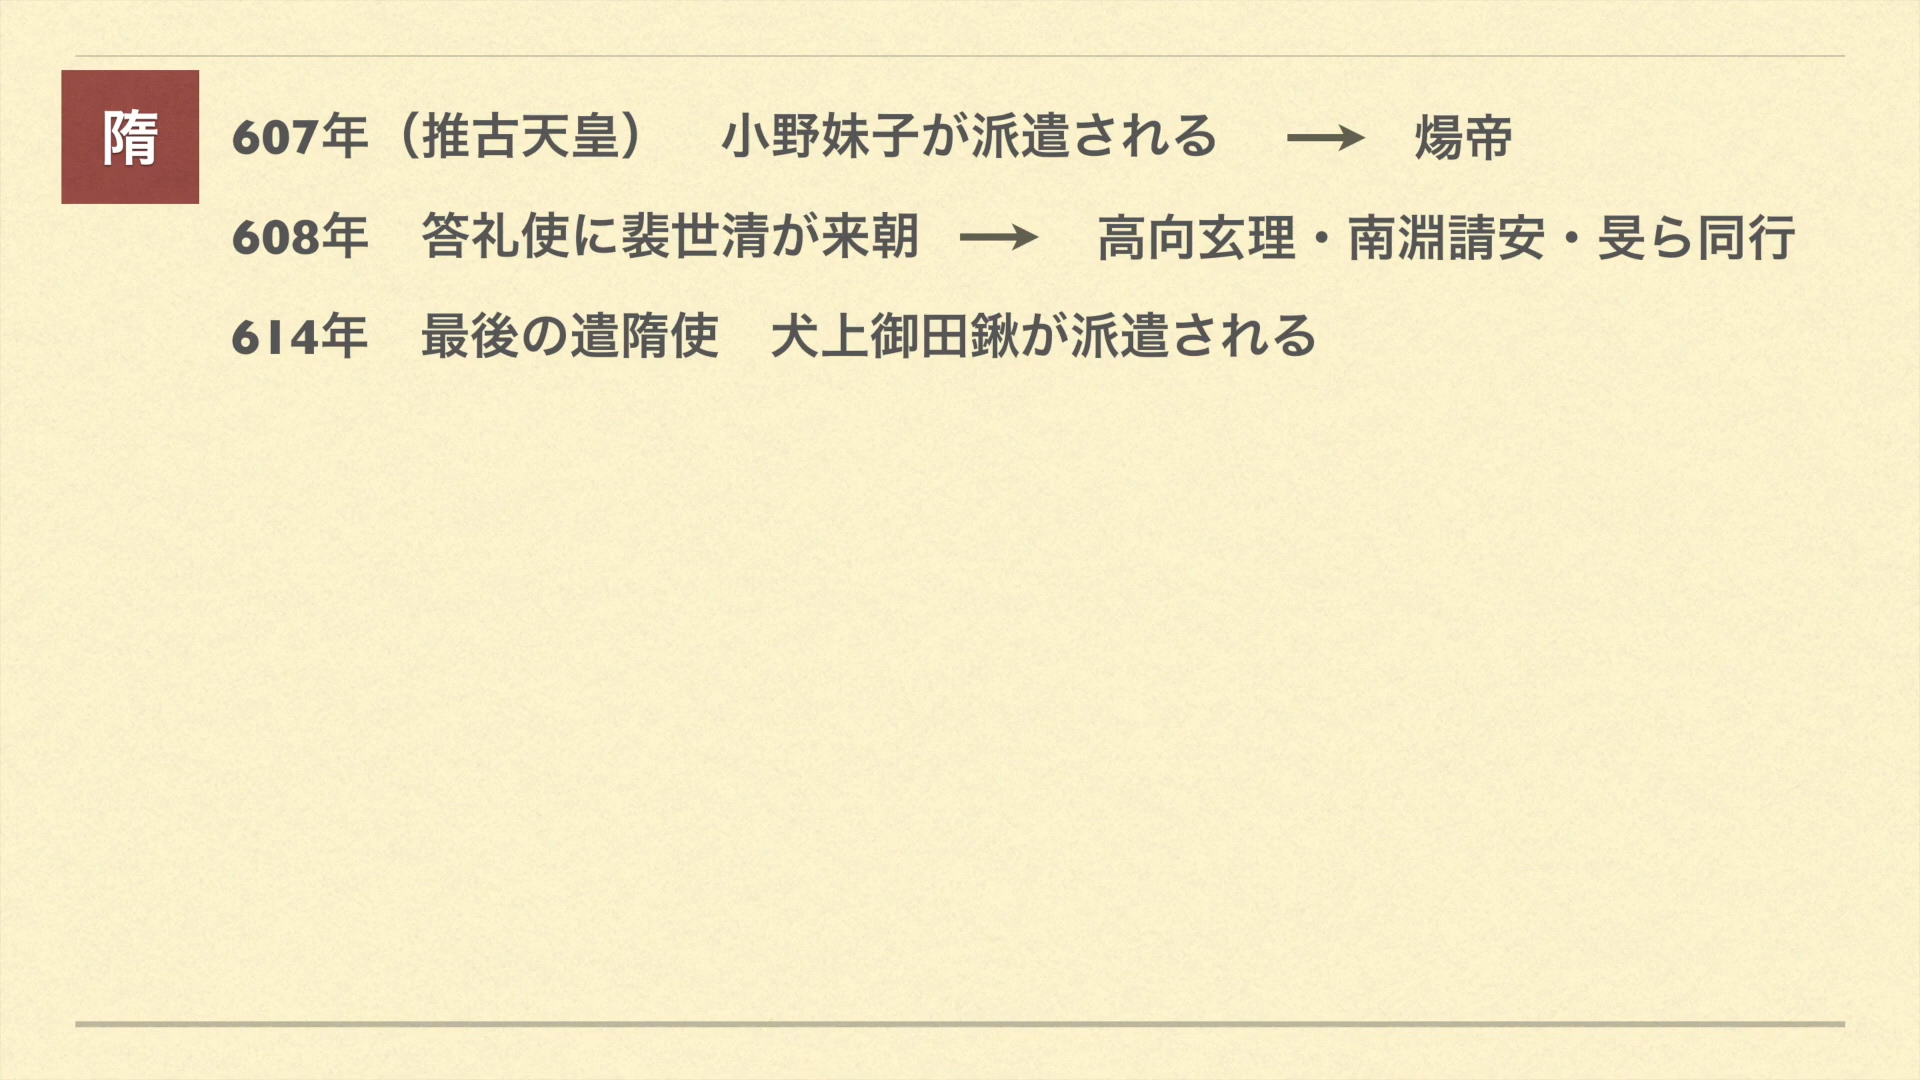 隋
607年（推古天皇）　小野妹子が派遣される　→　煬帝
608年　答礼使に裴世清が来朝　→　高向玄理・南淵請安・旻ら同行
614年　最後の遣隋使　犬上御田鍬が派遣される